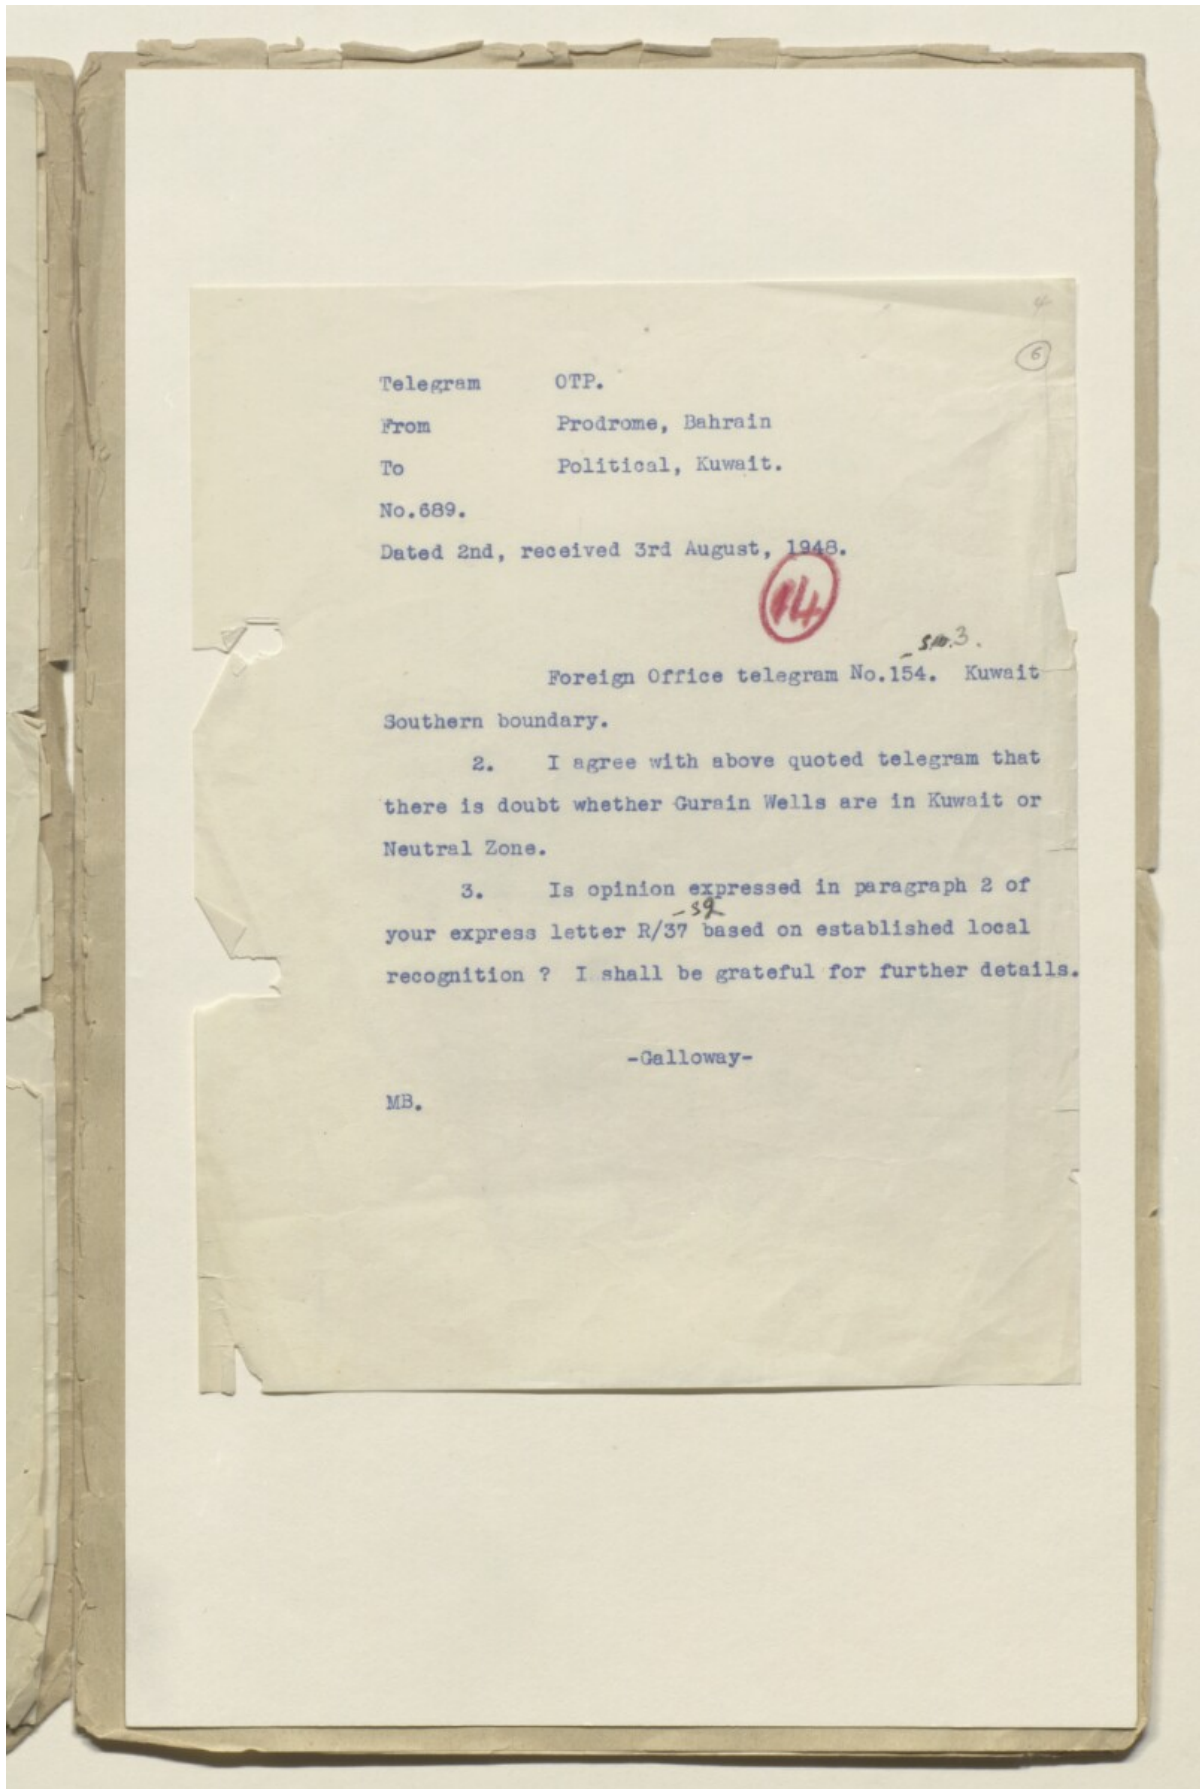 4
6
Telegram OTP.
From Prodrome, Bahrain
To Political, Kuwait.
No.689.
Dated 2nd, received 3rd August, 1948.
14
s.no.3.
Foreign Office telegram No.154. Kuwait
Southern boundary.
2. I agree with above quoted telegram that
there is doubt whether Gurain Wells are in Kuwait or
Neutral Zone.
3. Is opinion expressed in paragraph 2 of
your express letter R/37 based on established local
recognition ? I shall be grateful for further details.
-Galloway-
MB.